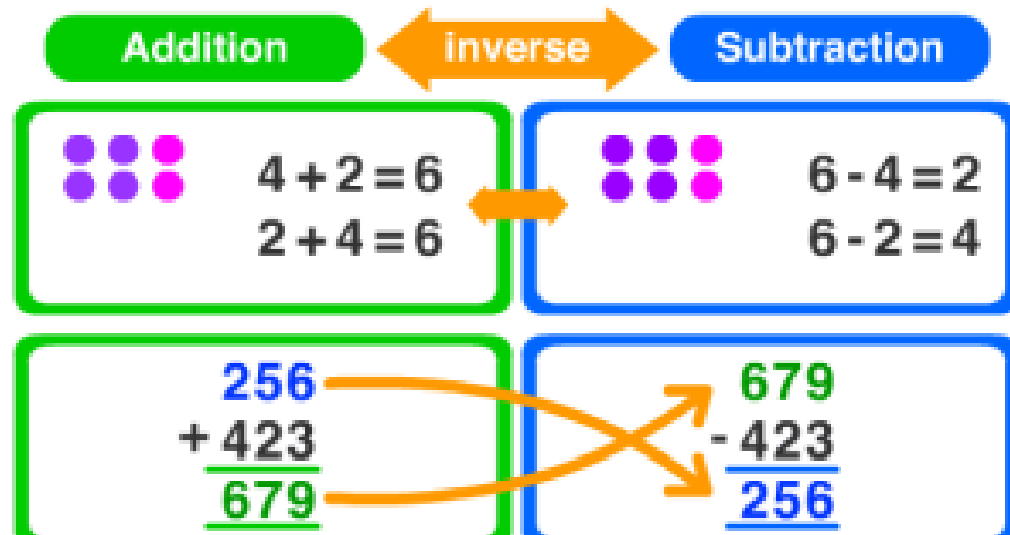 Addition inverse Subtraction
4 + 2 = 6
2 + 4 = 6
6 - 4 = 2
6 - 2 = 4
256
+ 423
679
679
- 423
256